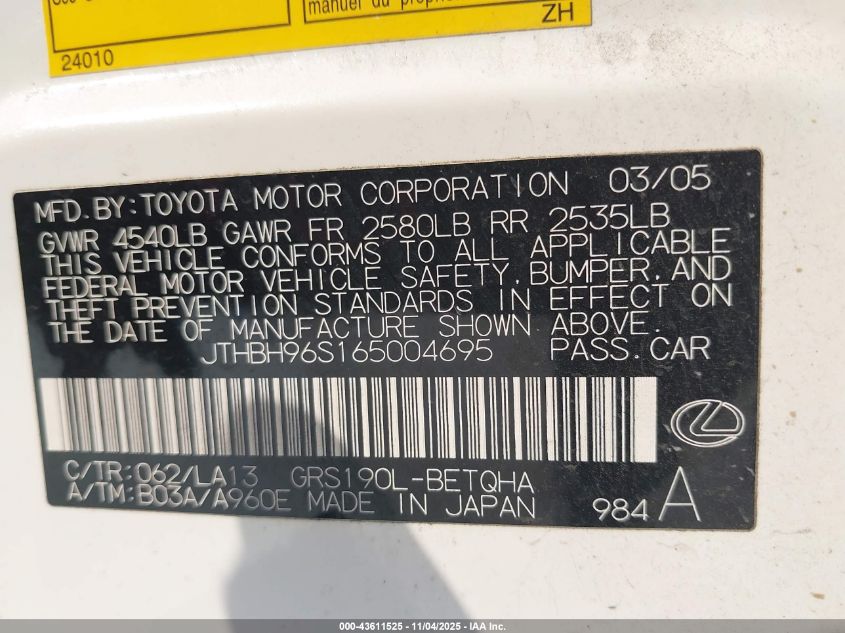 manuel du propri
ZH
24010
MFD. BY: TOYOTA MOTOR CORPORATION 03/05
GVWR 4540LB GAWR FR 2580LB RR 2535LB
THIS VEHICLE CONFORMS TO ALL APPLICABLE
FEDERAL MOTOR VEHICLE SAFETY, BUMPER, AND
THEFT PREVENTION STANDARDS IN EFFECT ON
THE DATE OF MANUFACTURE SHOWN ABOVE.
JTHBH96S165004695 PASS. CAR
C/TR: 062/LA13 GRS190L-BETQHA
A/TM: B03A/A960E MADE IN JAPAN 984 A
000-43611525 - 11/04/2025 - IAA, Inc.